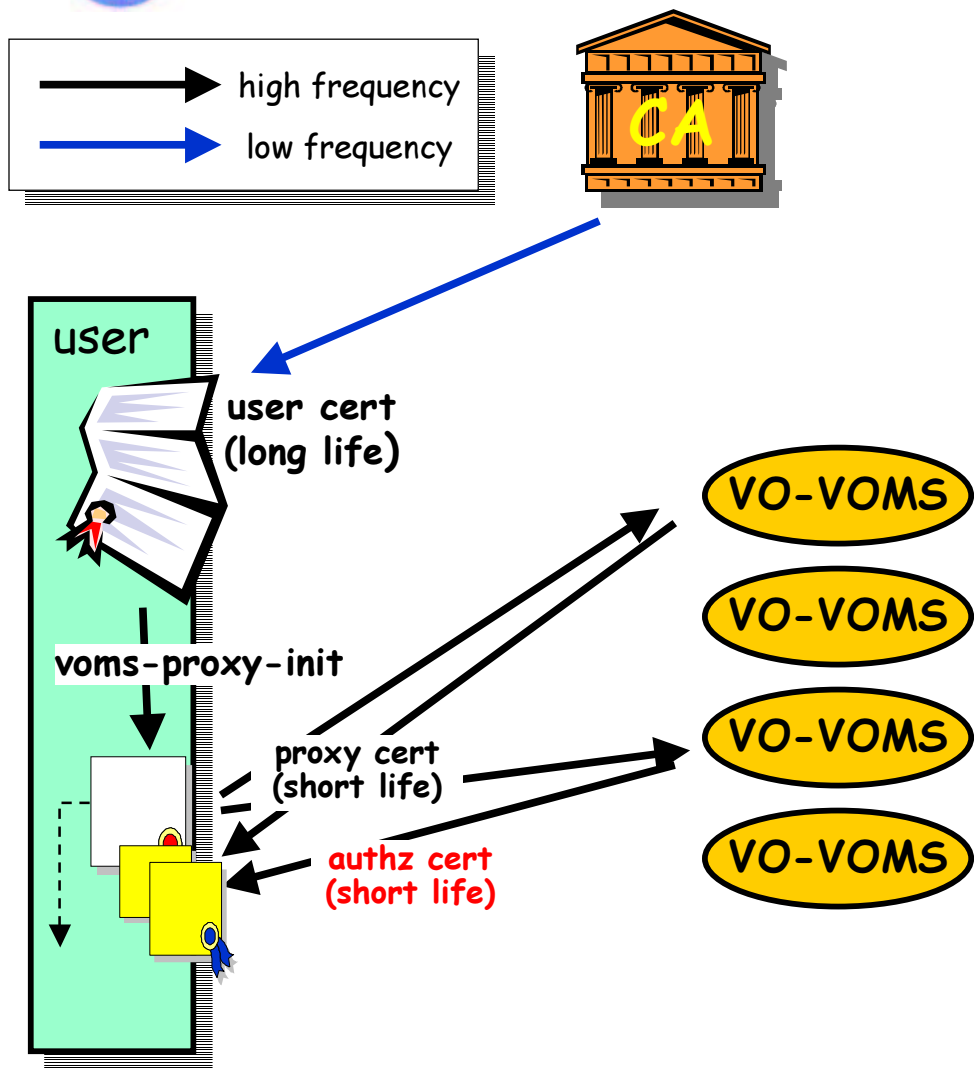 high frequency
low frequency
CA
user
user cert
(long life)
VO-VOMS
VO-VOMS
voms-proxy-init
VO-VOMS
proxy cert
(short life)
VO-VOMS
authz cert
(short life)